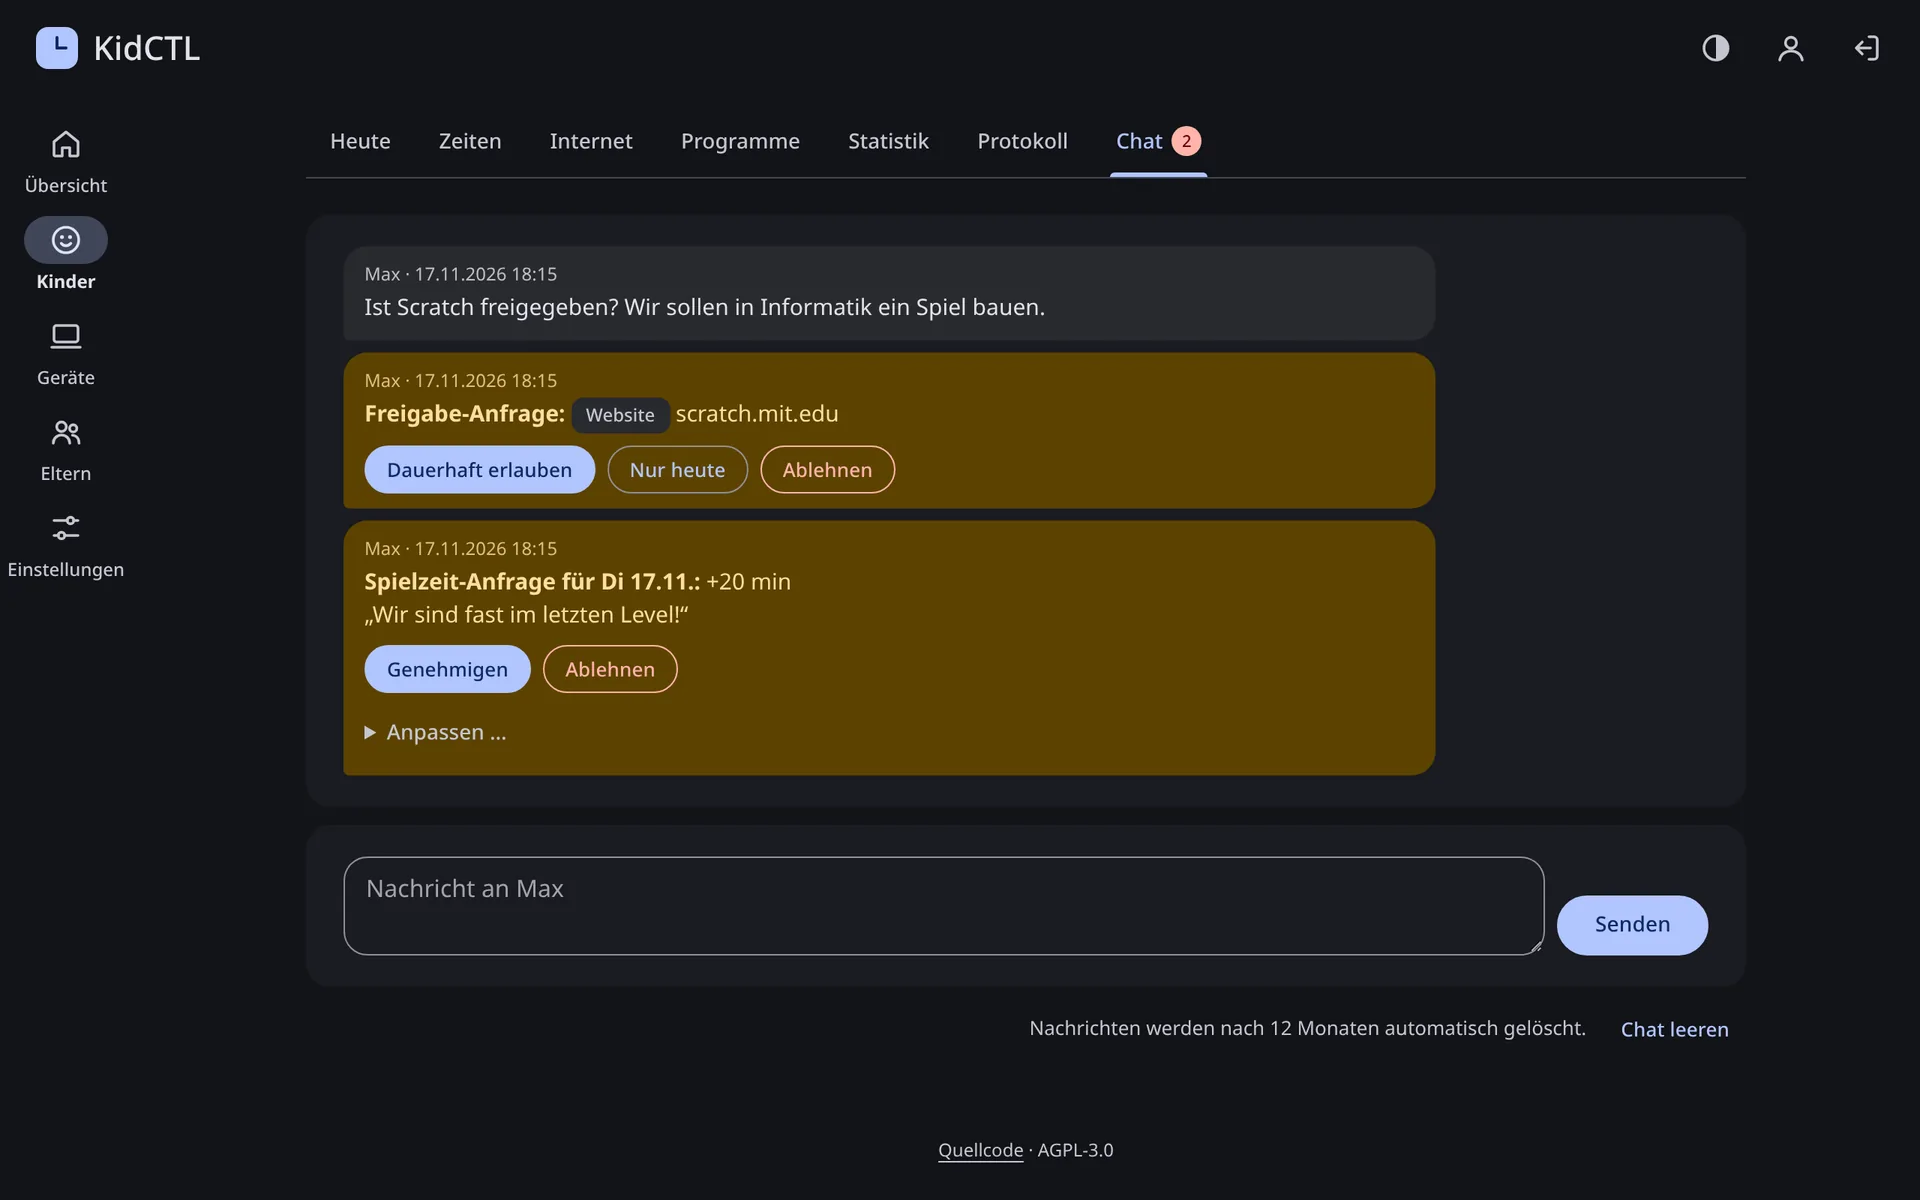 KidCTL
Übersicht
Kinder
Geräte
Eltern
Einstellungen
Heute Zeiten Internet Programme Statistik Protokoll Chat 2
Max · 17.11.2026 18:15
Ist Scratch freigegeben? Wir sollen in Informatik ein Spiel bauen.
Max · 17.11.2026 18:15
Freigabe-Anfrage: Website scratch.mit.edu
Dauerhaft erlauben Nur heute Ablehnen
Max · 17.11.2026 18:15
Spielzeit-Anfrage für Di 17.11.: +20 min
„Wir sind fast im letzten Level!“
Genehmigen Ablehnen
Anpassen ...
Nachricht an Max
Senden
Nachrichten werden nach 12 Monaten automatisch gelöscht. Chat leeren
Quellcode · AGPL-3.0